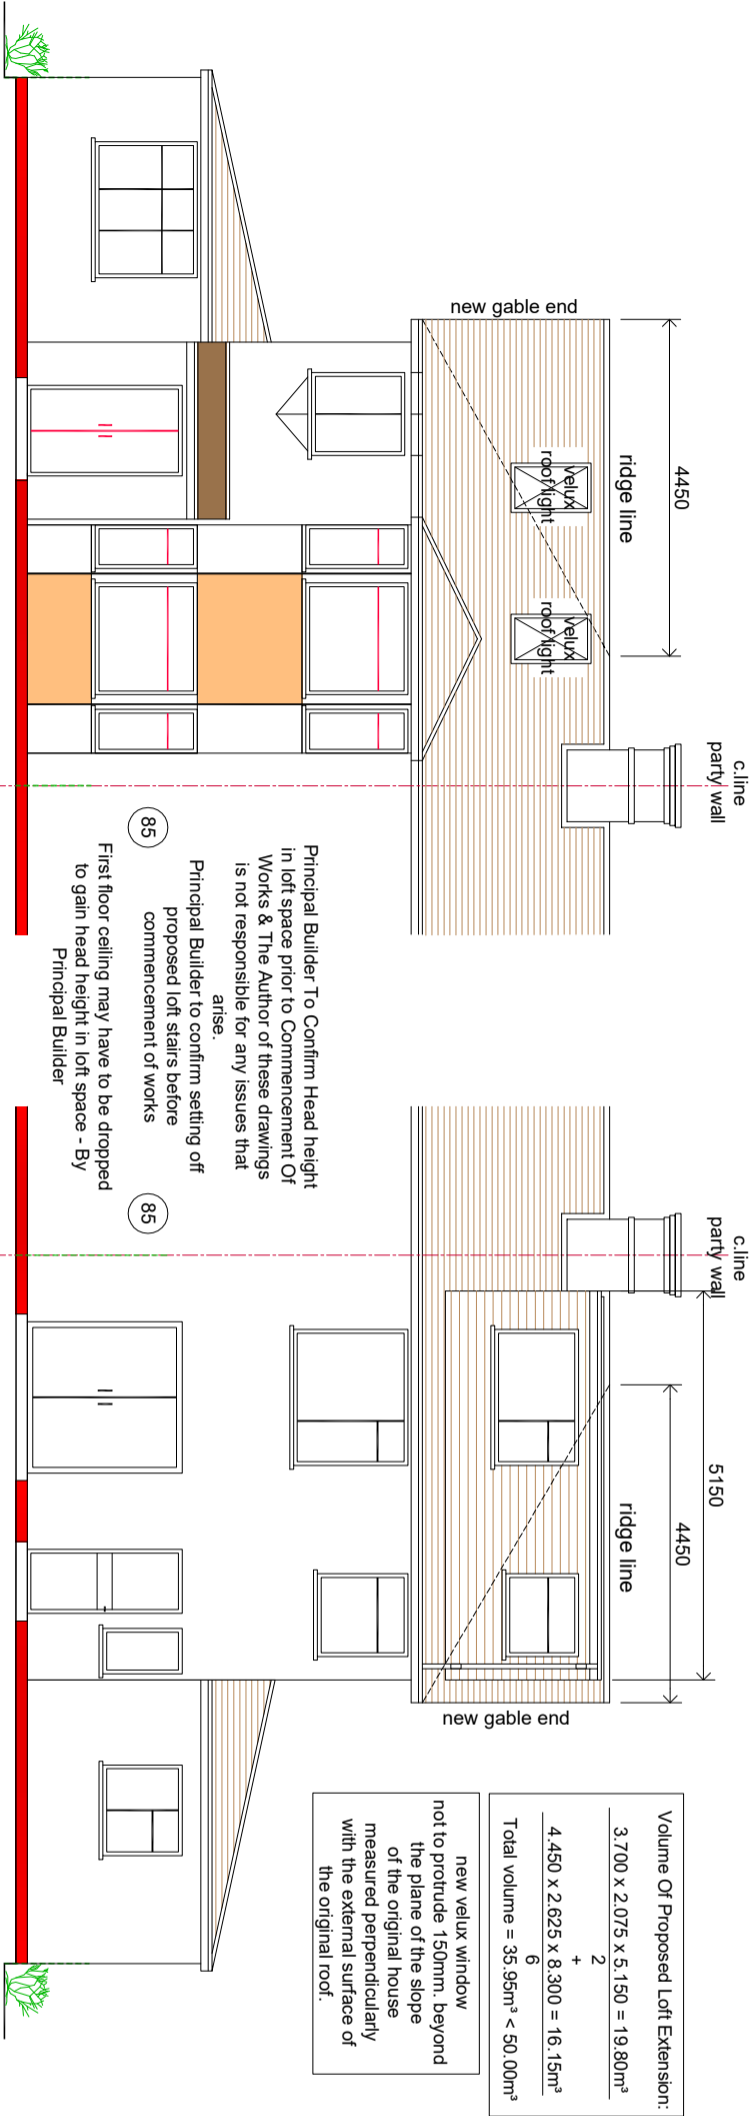 c.line
party wall
4450
ridge line
new gable end
velux
rooflight
velux
rooflight
Principal Builder To Confirm Head height
in loft space prior to Commencement Of
Works & The Author of these drawings
is not responsible for any issues that
arise.
Principal Builder to confirm setting off
proposed loft stairs before
commencement of works
First floor ceiling may have to be dropped
to gain head height in loft space - By
Principal Builder
85
85
c.line
party wall
5150
4450
ridge line
new gable end
Volume Of Proposed Loft Extension:
3.700 x 2.075 x 5.150 = 19.80m³
2
+
4.450 x 2.625 x 8.300 = 16.15m³
6
Total volume = 35.95m³ < 50.00m³
new velux window
not to protrude 150mm. beyond
the plane of the slope
of the original house
measured perpendicularly
with the external surface of
the original roof.